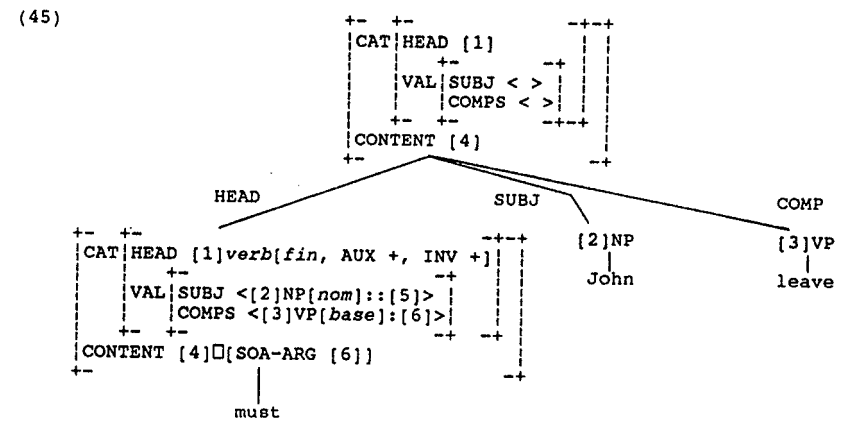 (45)
CAT HEAD [1]
VAL SUBJ < >
COMPS < >
CONTENT [4]
HEAD SUBJ COMP
CAT HEAD [1]verb[fin, AUX +, INV +] [2]NP [3]VP
John leave
VAL SUBJ <[2]NP[nom]::[5]>
COMPS <[3]VP[base]:[6]>
CONTENT [4]□[SOA-ARG [6]]
must